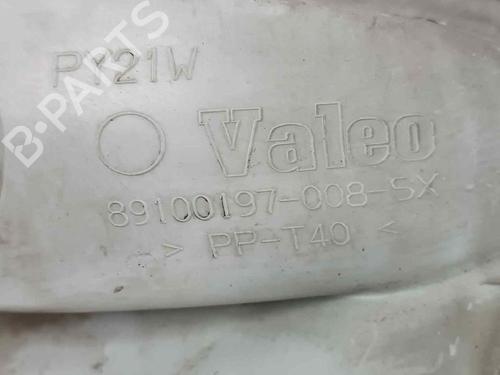 PY21W
Valeo
89100197-008-SX
> PP-T40 <
B-PARTS